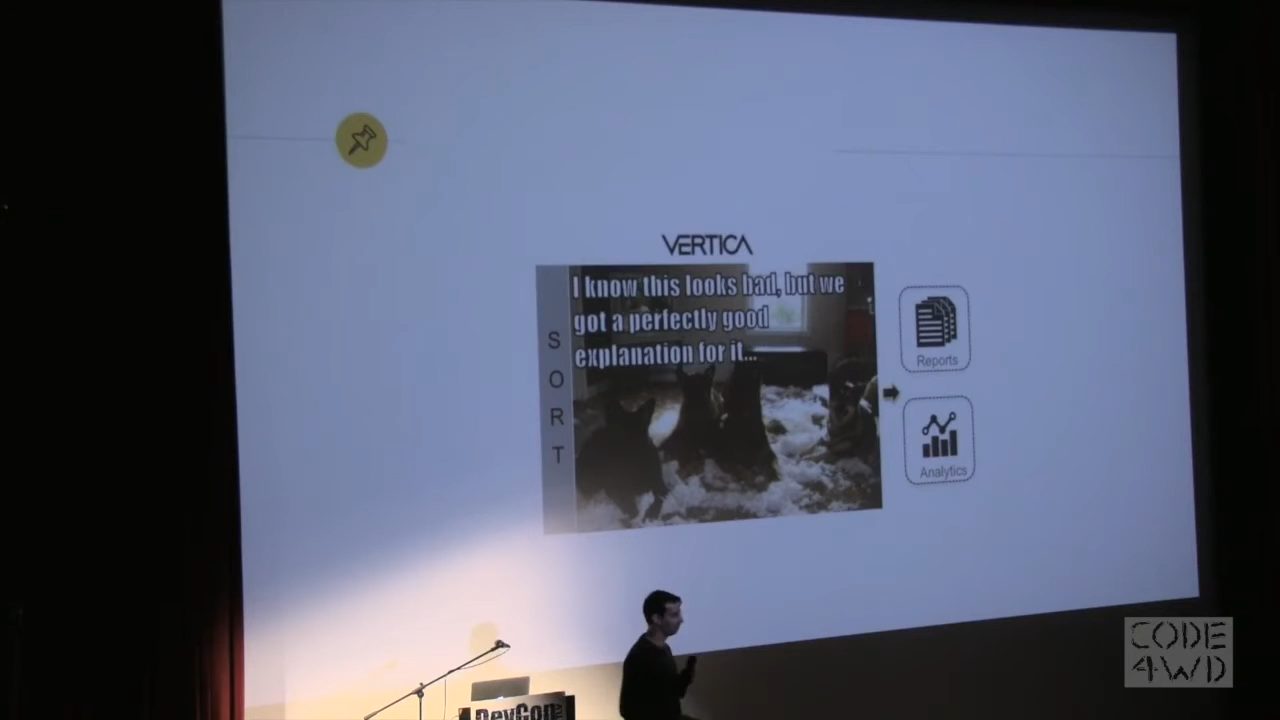 VERTICA
I know this looks bad, but we
got a perfectly good
explanation for it...
S
O
R
T
Reports
Analytics
DevCon
CODE
4WD